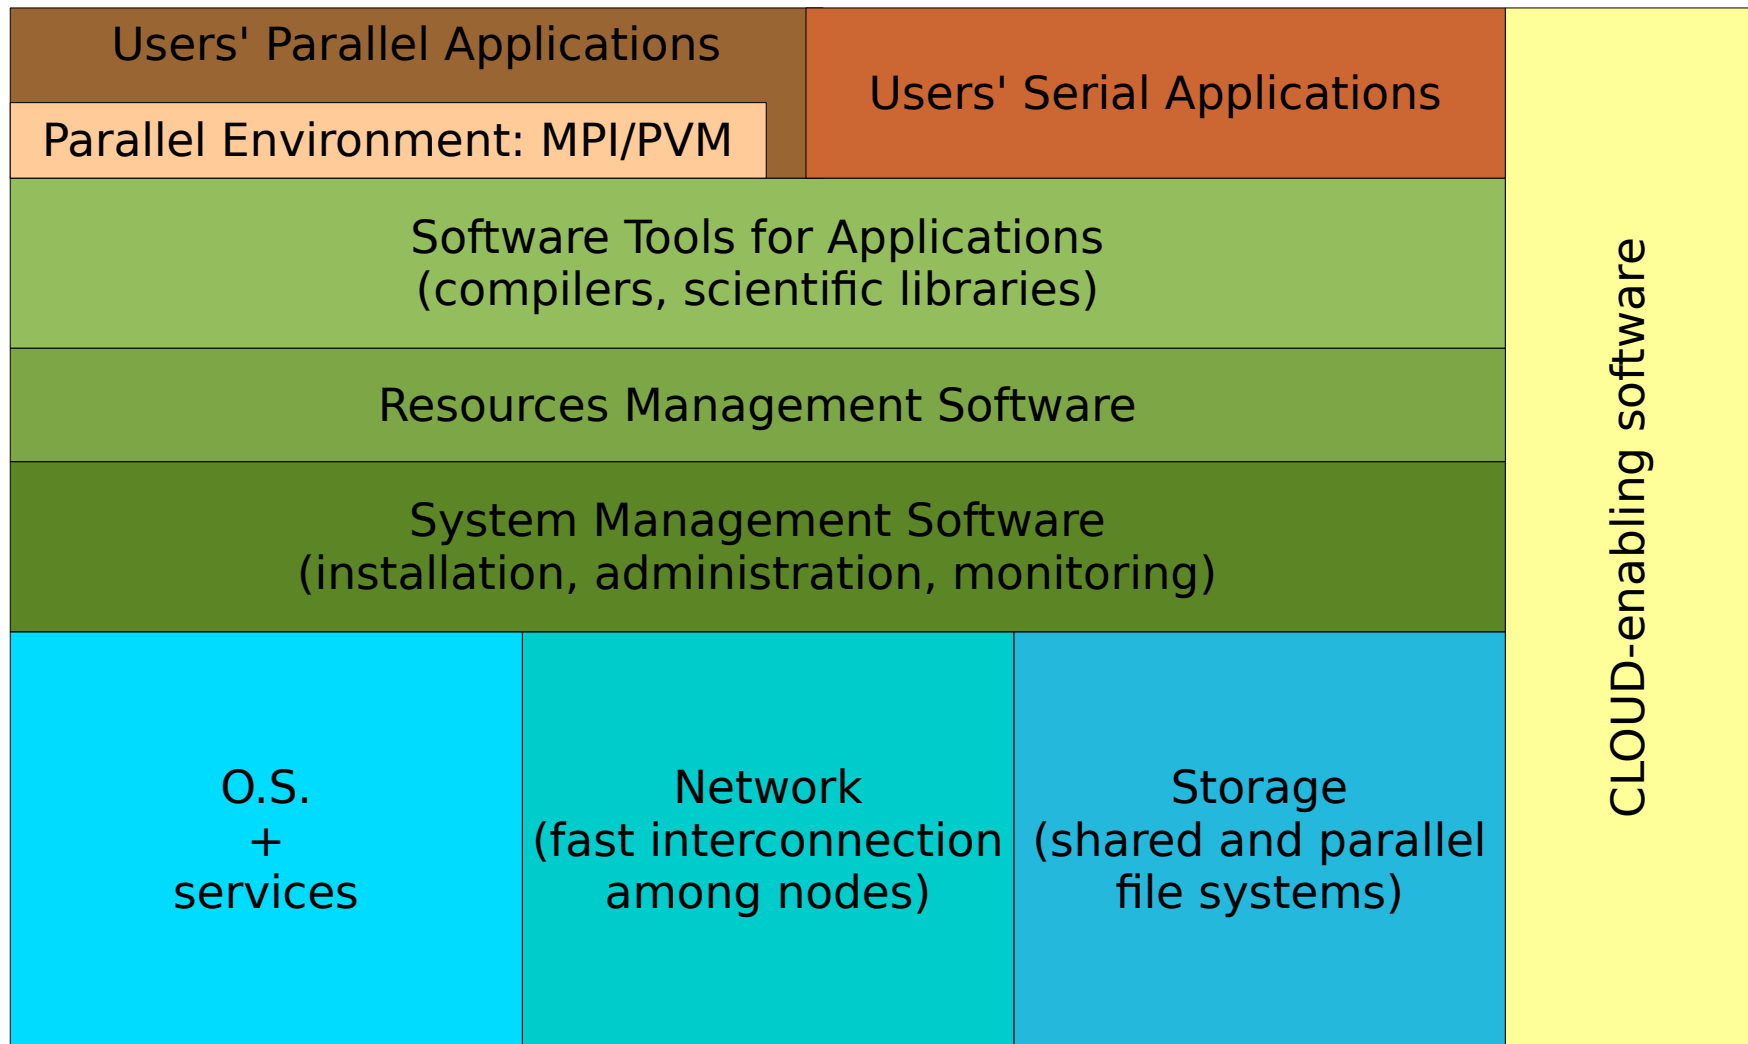 Users' Parallel Applications
Users' Serial Applications
Parallel Environment: MPI/PVM
Software Tools for Applications
(compilers, scientific libraries)
Resources Management Software
System Management Software
(installation, administration, monitoring)
O.S.
+
services
Network
(fast interconnection
among nodes)
Storage
(shared and parallel
file systems)
CLOUD-enabling software